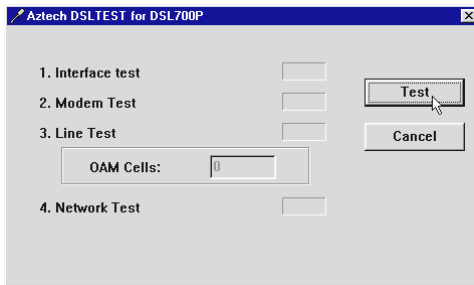 Aztech DSLTEST for DSL700P
1. Interface test
2. Modem Test
3. Line Test
OAM Cells: 0
4. Network Test
Test
Cancel